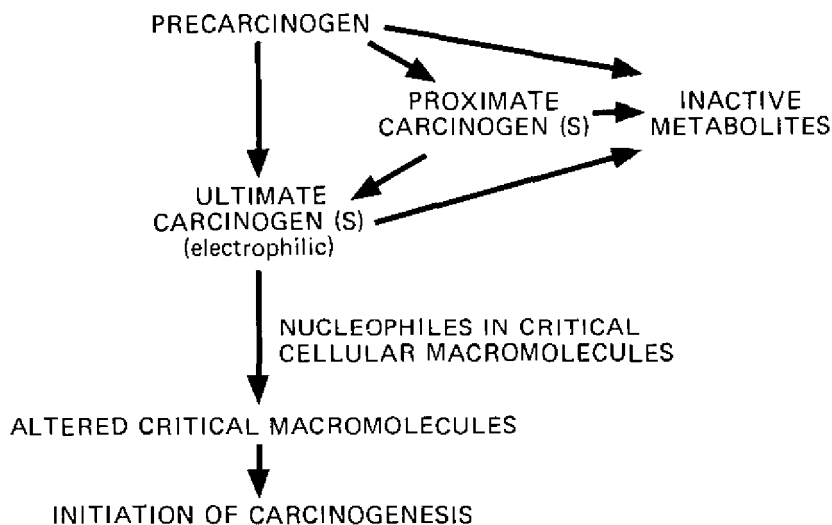 PRECARCINOGEN
PROXIMATE
CARCINOGEN (S)
INACTIVE
METABOLITES
ULTIMATE
CARCINOGEN (S)
(electrophilic)
NUCLEOPHILES IN CRITICAL
CELLULAR MACROMOLECULES
ALTERED CRITICAL MACROMOLECULES
INITIATION OF CARCINOGENESIS